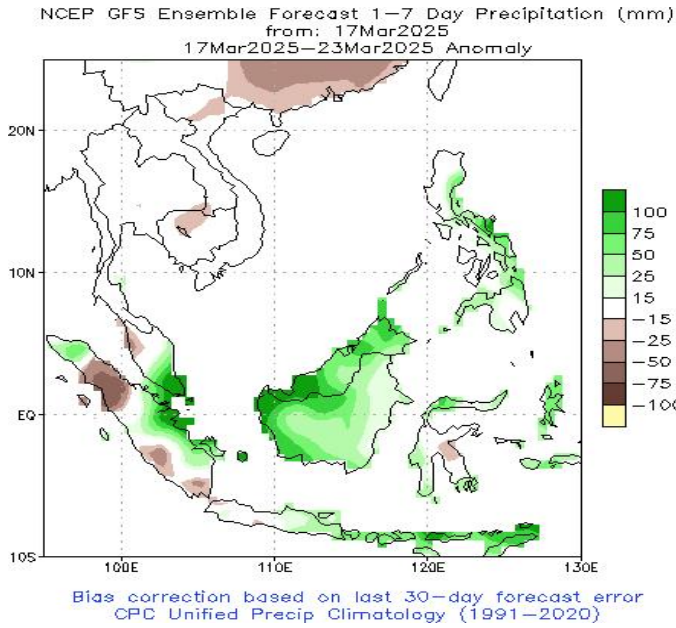 NCEP GFS Ensemble Forecast 1–7 Day Precipitation (mm)
from: 17Mar2025
17Mar2025–23Mar2025 Anomaly
20N
10N
EQ
10S
100E
110E
120E
130E
100
75
50
25
15
−15
−25
−50
−75
−100
Bias correction based on last 30−day forecast error
CPC Unified Precip Climatology (1991−2020)